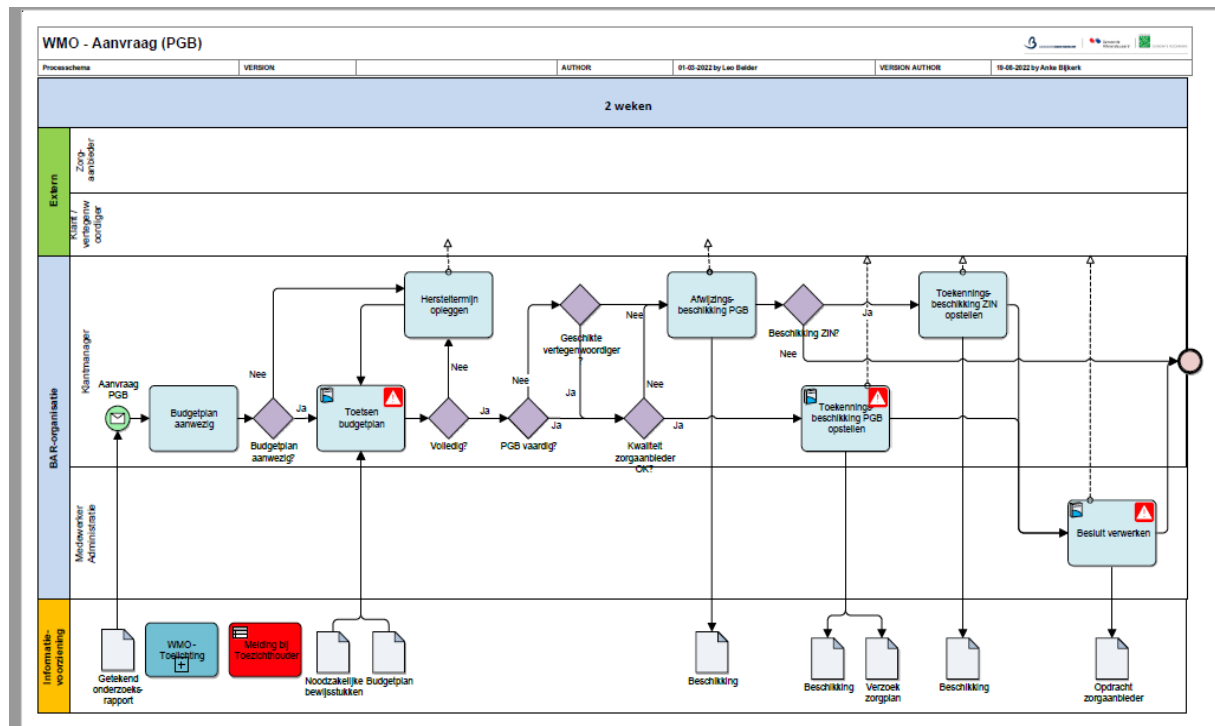 WMO - Aanvraag (PGB)
Processchema
VERSION:
AUTHOR:
01-03-2022 by Leo Belder
VERSION AUTHOR:
19-05-2022 by Anke Bijkerk
2 weken
Extern
Zorg-
aanbieder
Klant /
vertegenw
oordiger
BAR-organisatie
Klantmanager
Hersteltermijn
opleggen
Afwijzings-
beschikking PGB
Toekennings-
beschikking ZIN
opstellen
Nee
Geschikte
vertegenwoordiger
?
Nee
Beschikking ZIN?
Ja
Nee
Aanvraag
PGB
Nee
Nee
Nee
Ja
Nee
Budgetplan
aanwezig
Ja
Toetsen
budgetplan
Ja
Ja
Ja
Toekennings-
beschikking PGB
opstellen
Budgetplan
aanwezig?
Volledig?
PGB vaardig?
Kwaliteit
zorgaanbieder
OK?
Medewerker
Administratie
Besluit verwerken
Informatie-
voorziening
WMO -
Toelichting
Melding bij
Toezichthouder
Getekend
onderzoeks-
rapport
Noodzakelijke
bewijsstukken
Budgetplan
Beschikking
Beschikking
Verzoek
zorgplan
Beschikking
Opdracht
zorgaanbieder